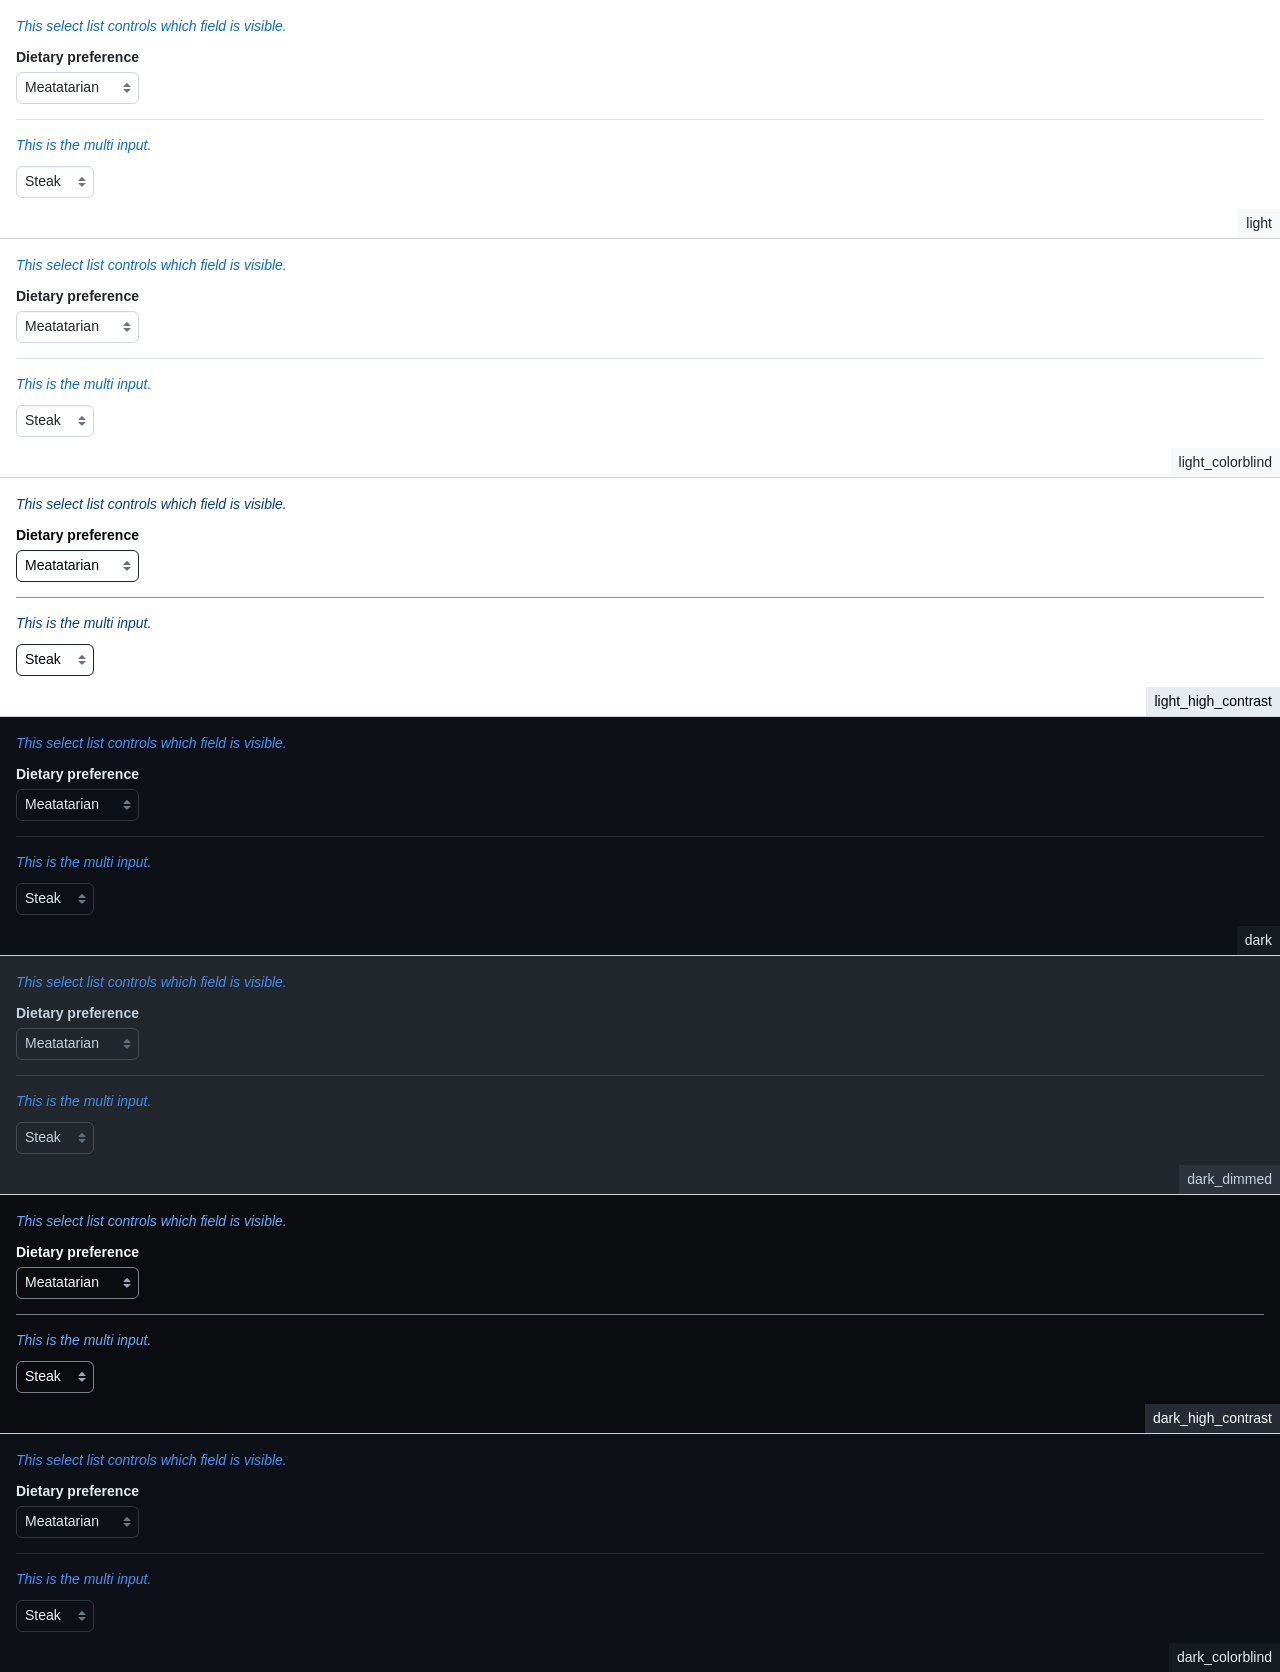 This select list controls which field is visible.
Dietary preference
Meatatarian
This is the multi input.
Steak
light
This select list controls which field is visible.
Dietary preference
Meatatarian
This is the multi input.
Steak
light_colorblind
This select list controls which field is visible.
Dietary preference
Meatatarian
This is the multi input.
Steak
light_high_contrast
This select list controls which field is visible.
Dietary preference
Meatatarian
This is the multi input.
Steak
dark
This select list controls which field is visible.
Dietary preference
Meatatarian
This is the multi input.
Steak
dark_dimmed
This select list controls which field is visible.
Dietary preference
Meatatarian
This is the multi input.
Steak
dark_high_contrast
This select list controls which field is visible.
Dietary preference
Meatatarian
This is the multi input.
Steak
dark_colorblind